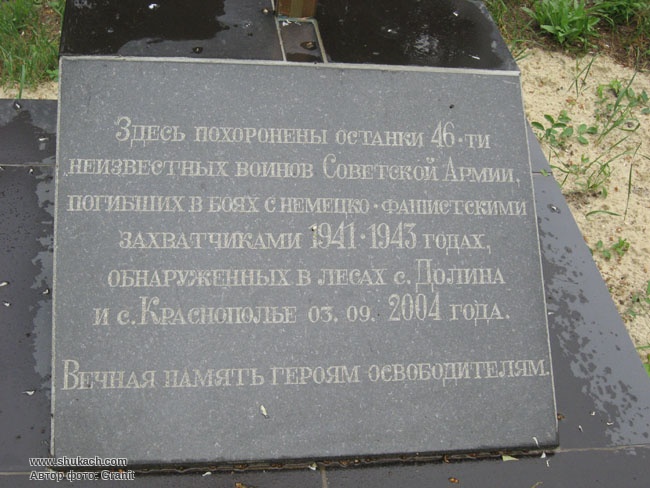 Здесь похоронены останки 46-ти
неизвестных воинов Советской Армии,
погибших в боях с немецко-фашистскими
захватчиками 1941-1943 годах,
обнаруженных в лесах с. Долина
и с. Краснополье 03. 09. 2004 года.
Вечная память героям освободителям.
www.shukach.com
Автор фото: Granit